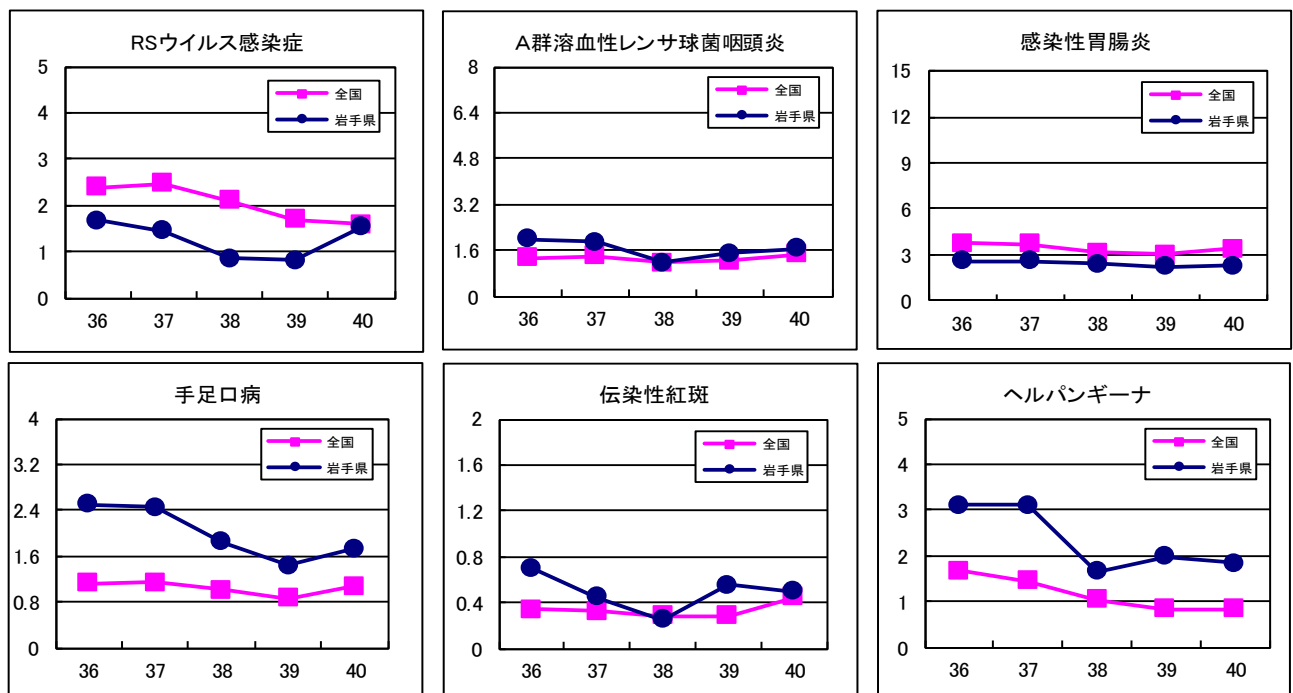 RSウイルス感染症
5
4
3
2
1
0
全国
岩手県
36 37 38 39 40
A群溶血性レンサ球菌咽頭炎
8
6.4
4.8
3.2
1.6
0
全国
岩手県
36 37 38 39 40
感染性胃腸炎
15
12
9
6
3
0
全国
岩手県
36 37 38 39 40
手足口病
4
3.2
2.4
1.6
0.8
0
全国
岩手県
36 37 38 39 40
伝染性紅斑
2
1.6
1.2
0.8
0.4
0
全国
岩手県
36 37 38 39 40
ヘルパンギーナ
5
4
3
2
1
0
全国
岩手県
36 37 38 39 40